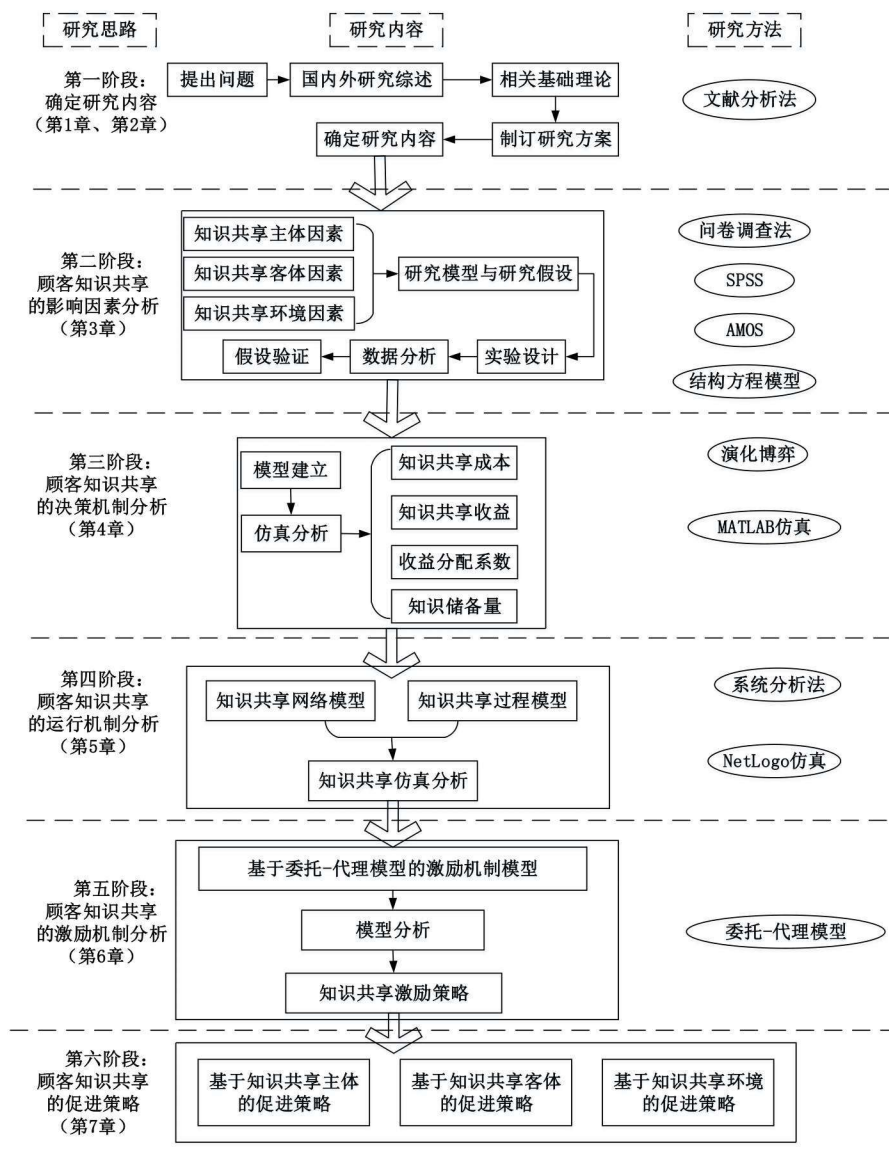 研究思路
研究内容
研究方法
第一阶段：
确定研究内容
（第1章、第2章）
提出问题
国内外研究综述
相关基础理论
确定研究内容
制订研究方案
文献分析法
第二阶段：
顾客知识共享
的影响因素分析
（第3章）
知识共享主体因素
知识共享客体因素
知识共享环境因素
研究模型与研究假设
假设验证
数据分析
实验设计
问卷调查法
SPSS
AMOS
结构方程模型
第三阶段：
顾客知识共享
的决策机制分析
（第4章）
模型建立
仿真分析
知识共享成本
知识共享收益
收益分配系数
知识储备量
演化博弈
MATLAB仿真
第四阶段：
顾客知识共享
的运行机制分析
（第5章）
知识共享网络模型
知识共享过程模型
知识共享仿真分析
系统分析法
NetLogo仿真
第五阶段：
顾客知识共享
的激励机制分析
（第6章）
基于委托-代理模型的激励机制模型
模型分析
知识共享激励策略
委托-代理模型
第六阶段：
顾客知识共享
的促进策略
（第7章）
基于知识共享主体
的促进策略
基于知识共享客体
的促进策略
基于知识共享环境
的促进策略